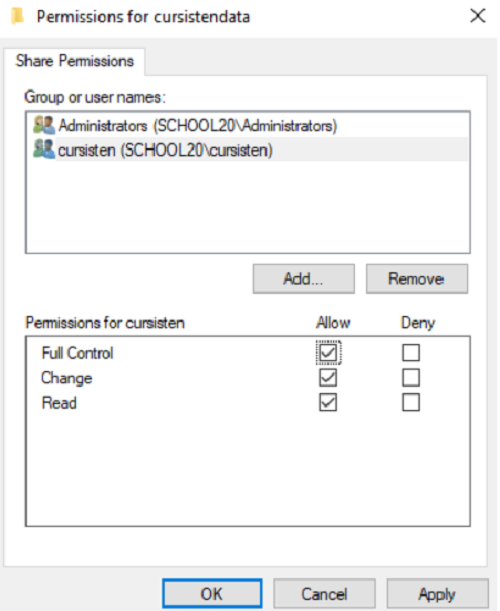 Permissions for cursistendata
Share Permissions
Group or user names:
Administrators (SCHOOL20\Administrators)
cursisten (SCHOOL20\cursisten)
Add... Remove
Permissions for cursisten Allow Deny
Full Control
Change
Read
OK Cancel Apply